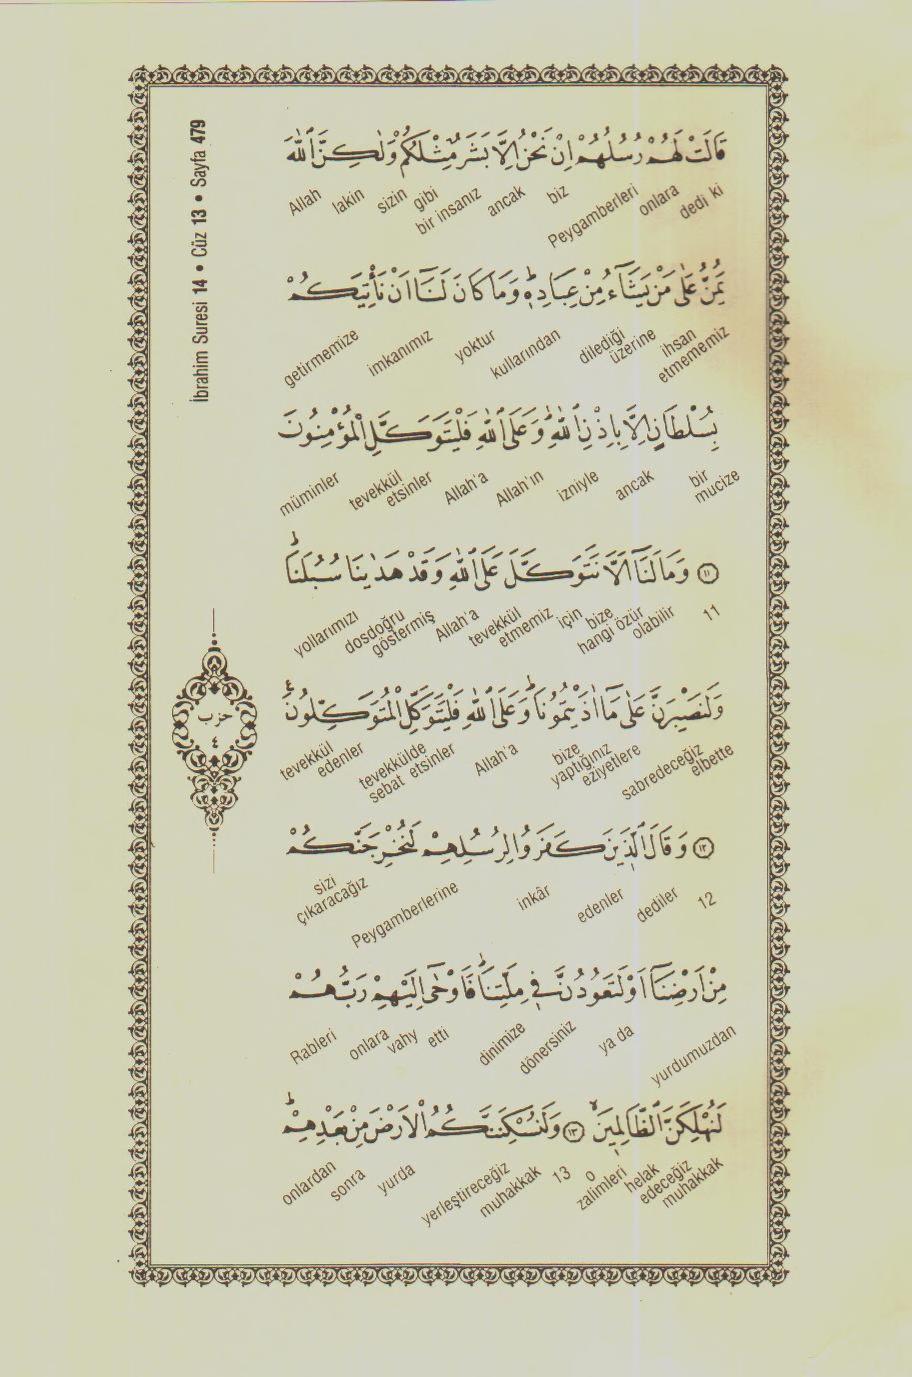 İbrahim Suresi 14 • Cüz 13 • Sayfa 479
قَالَتْ لَهُمْ رُسُلُهُمْ اِنْ نَحْنُ اِلَّا بَشَرٌ مِثْلُكُمْ وَلٰكِنَّ اللّٰهَ
dedi ki onlara Peygamberleri biz ancak bir insanız gibi sizin lakin Allah
يَمُنُّ عَلٰى مَنْ يَشَٓاءُ مِنْ عِبَادِه۪ۜ وَمَا كَانَ لَنَٓا اَنْ نَأْتِيَكُمْ
ihsan etmememiz üzerine dilediği kullarından yoktur imkanımız getirmemize
بِسُلْطَانٍ اِلَّا بِاِذْنِ اللّٰهِۜ وَعَلَى اللّٰهِ فَلْيَتَوَكَّلِ الْمُؤْمِنُونَ
bir mucize ancak izniyle Allah'ın Allah'a tevekkül etsinler müminler
﴿١١﴾ وَمَا لَنَٓا اَلَّا نَتَوَكَّلَ عَلَى اللّٰهِ وَقَدْ هَدٰينَا سُبُلَنَاۜ
11 hangi özür olabilir bize için tevekkül etmemiz Allah'a dosdoğru göstermiş yollarımızı
وَلَنَصْبِرَنَّ عَلٰى مَٓا اٰذَيْتُمُونَاۜ وَعَلَى اللّٰهِ فَلْيَتَوَكَّلِ الْمُتَوَكِّلُونَ۟
elbette sabredeceğiz bize yaptığınız eziyetlere Allah'a tevekkülde sebat etsinler tevekkül edenler
حزب
٤
﴿١٢﴾ وَقَالَ الَّذ۪ينَ كَفَرُوا لِرُسُلِهِمْ لَنُخْرِجَنَّكُمْ
12 dediler edenler inkâr Peygamberlerine sizi çıkaracağız
مِنْ اَرْضِنَٓا اَوْ لَتَعُودُنَّ ف۪ي مِلَّتِنَاۜ فَاَوْحٰٓى اِلَيْهِمْ رَبُّهُمْ
yurdumuzdan ya da dönersiniz dinimize etti vahy onlara Rableri
لَنُهْلِكَنَّ الظَّالِم۪ينَۙ ﴿١٣﴾ وَلَنُسْكِنَنَّكُمُ الْاَرْضَ مِنْ بَعْدِهِمْۜ
helak edeceğiz muhakkak o zalimleri 13 yerleştireceğiz muhakkak yurda sonra onlardan